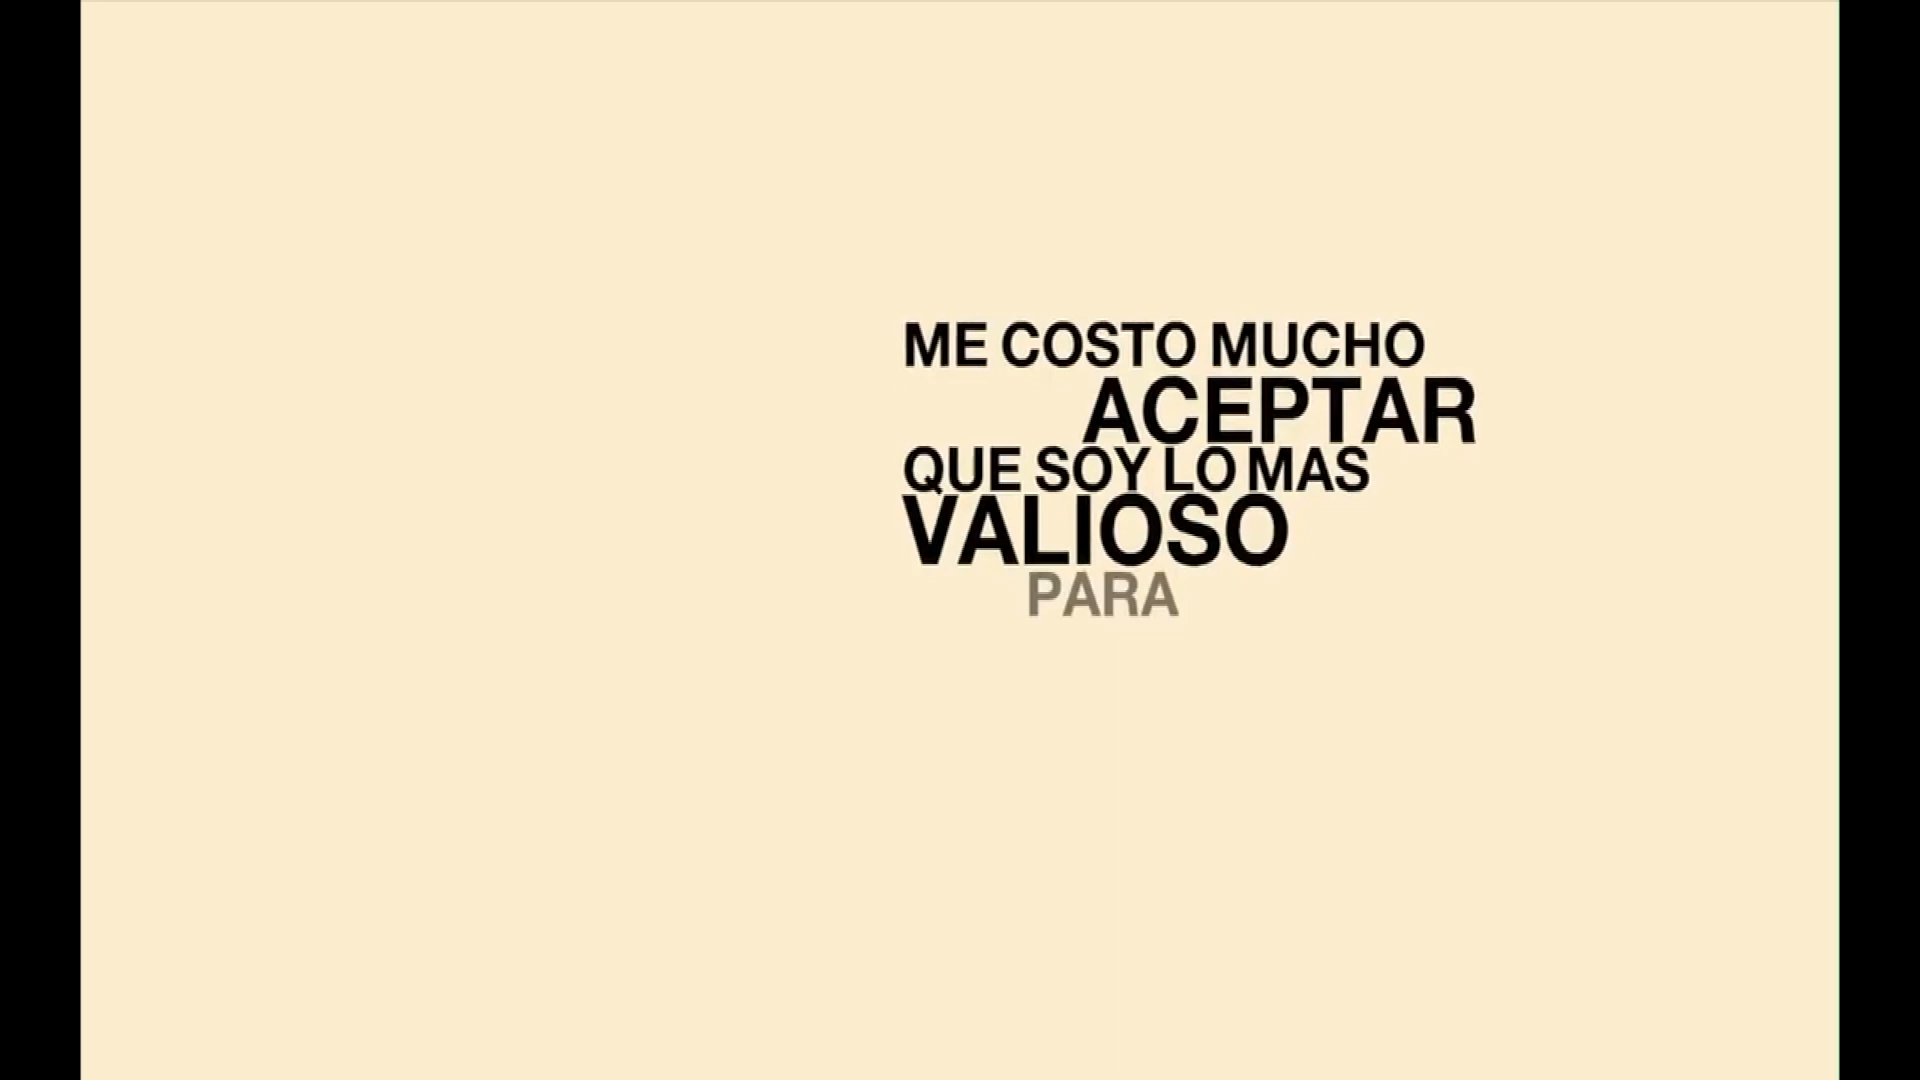 ME COSTO MUCHO
ACEPTAR
QUE SOY LO MAS
VALIOSO
PARA